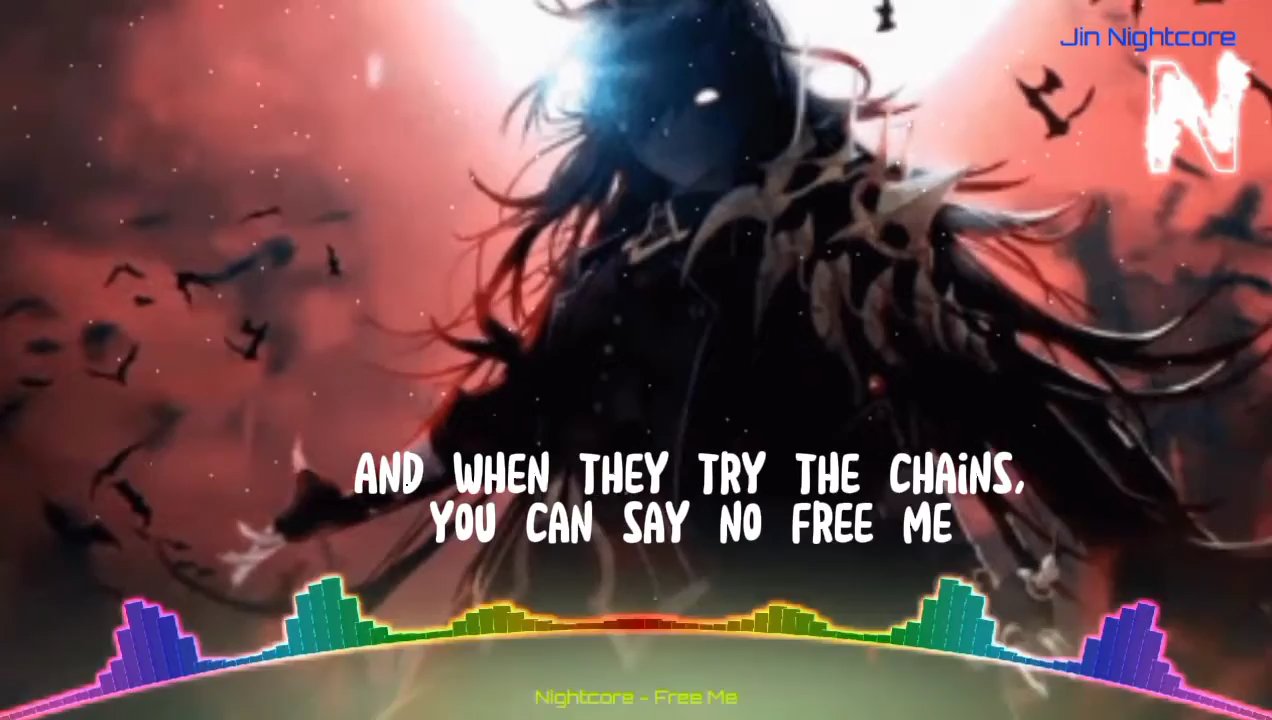 Jin Nightcore
N
AND WHEN THEY TRY THE CHAiNS,
YOU CAN SAY NO FREE ME
Nightcore - Free Me